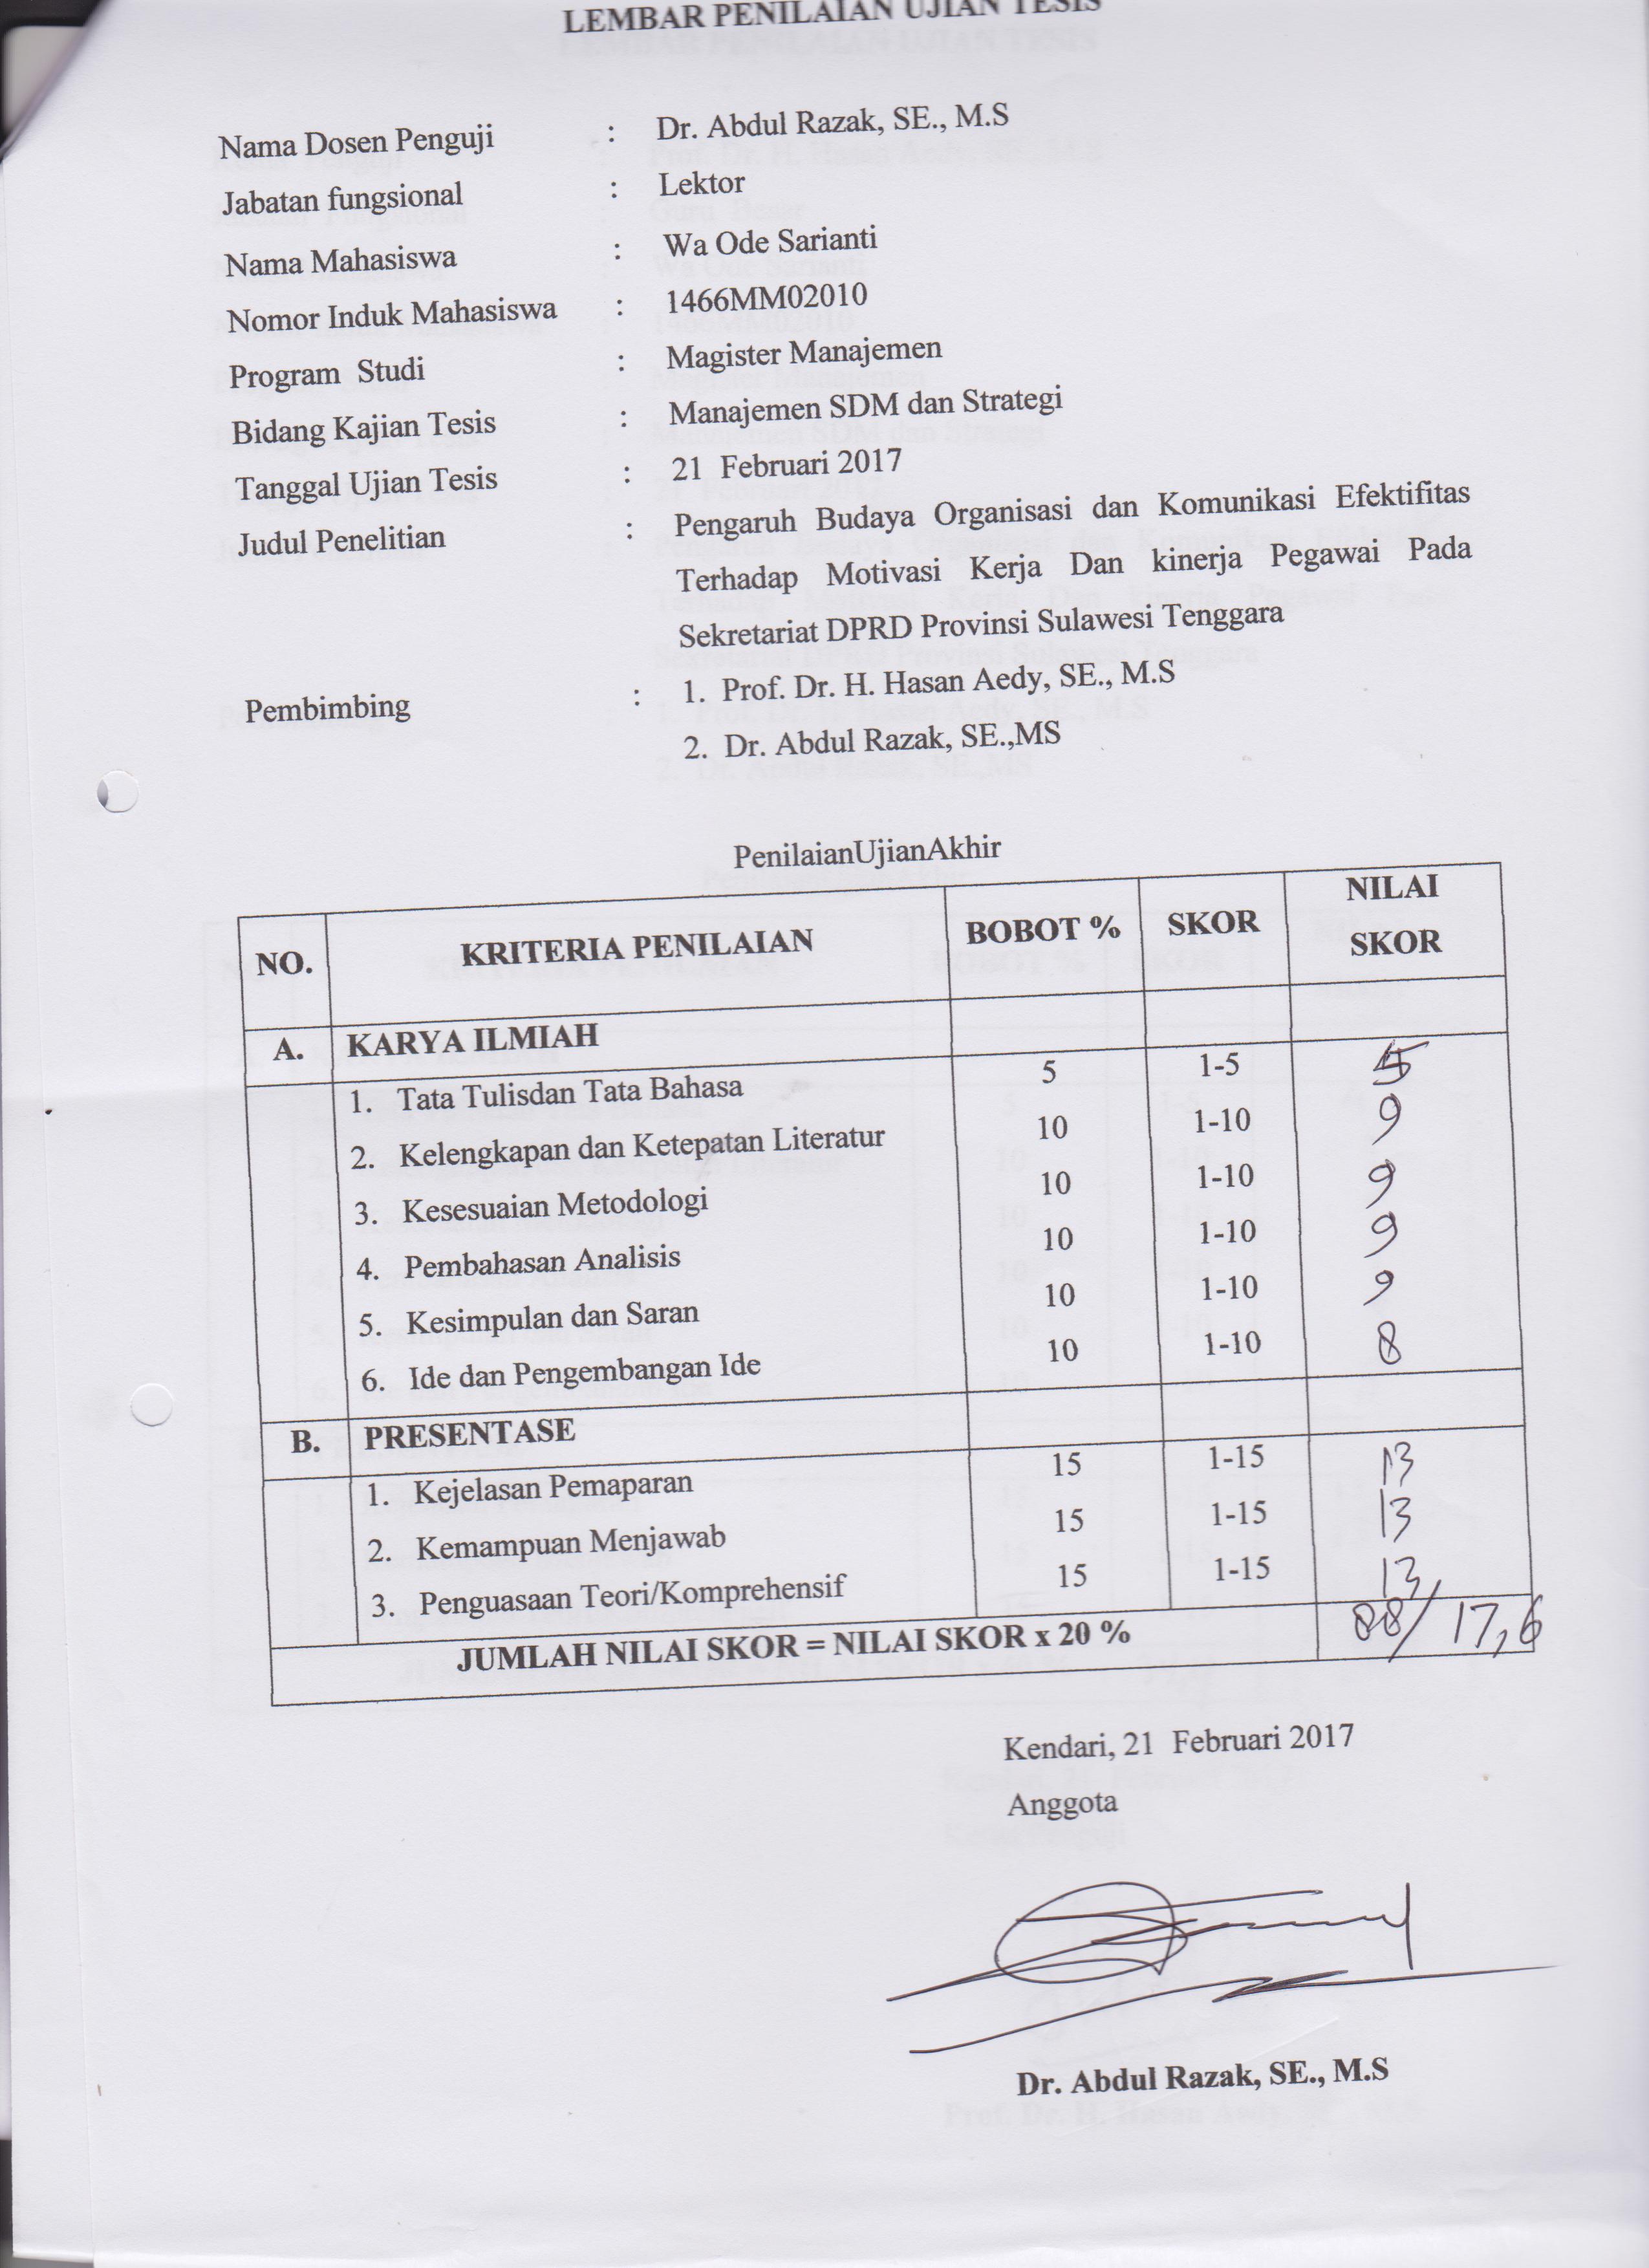 LEMBAR PENILAIAN UJIAN TESIS
Nama Dosen Penguji : Dr. Abdul Razak, SE., M.S
Jabatan fungsional : Lektor
Nama Mahasiswa : Wa Ode Sarianti
Nomor Induk Mahasiswa : 1466MM02010
Program Studi : Magister Manajemen
Bidang Kajian Tesis : Manajemen SDM dan Strategi
Tanggal Ujian Tesis : 21 Februari 2017
Judul Penelitian : Pengaruh Budaya Organisasi dan Komunikasi Efektifitas
Terhadap Motivasi Kerja Dan kinerja Pegawai Pada
Sekretariat DPRD Provinsi Sulawesi Tenggara
Pembimbing : 1. Prof. Dr. H. Hasan Aedy, SE., M.S
2. Dr. Abdul Razak, SE.,MS
PenilaianUjianAkhir
NO. KRITERIA PENILAIAN BOBOT % SKOR NILAI SKOR
A. KARYA ILMIAH
1. Tata Tulisdan Tata Bahasa 5 1-5 5
2. Kelengkapan dan Ketepatan Literatur 10 1-10 9
3. Kesesuaian Metodologi 10 1-10 9
4. Pembahasan Analisis 10 1-10 9
5. Kesimpulan dan Saran 10 1-10 9
6. Ide dan Pengembangan Ide 10 1-10 8
B. PRESENTASE
1. Kejelasan Pemaparan 15 1-15 13
2. Kemampuan Menjawab 15 1-15 13
3. Penguasaan Teori/Komprehensif 15 1-15 13
JUMLAH NILAI SKOR = NILAI SKOR x 20 % 88/17,6
Kendari, 21 Februari 2017
Anggota
Dr. Abdul Razak, SE., M.S